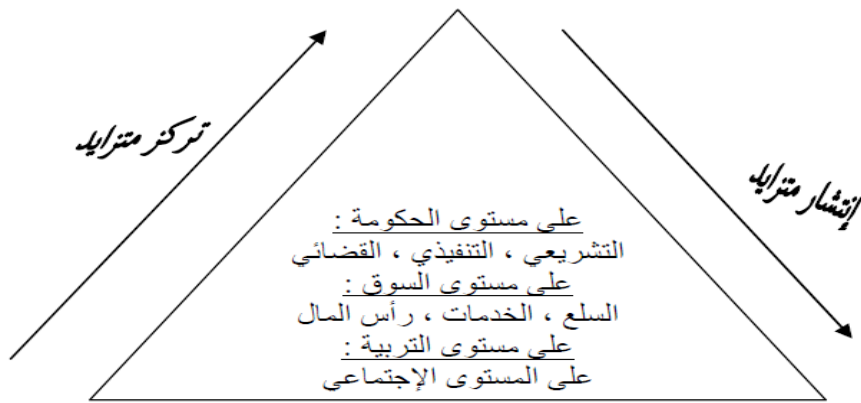 تركز متزايد
إنتشار متزايد
على مستوى الحكومة :
التشريعي ، التنفيذي ، القضائي
على مستوى السوق :
السلع ، الخدمات ، رأس المال
على مستوى التربية :
على المستوى الإجتماعي